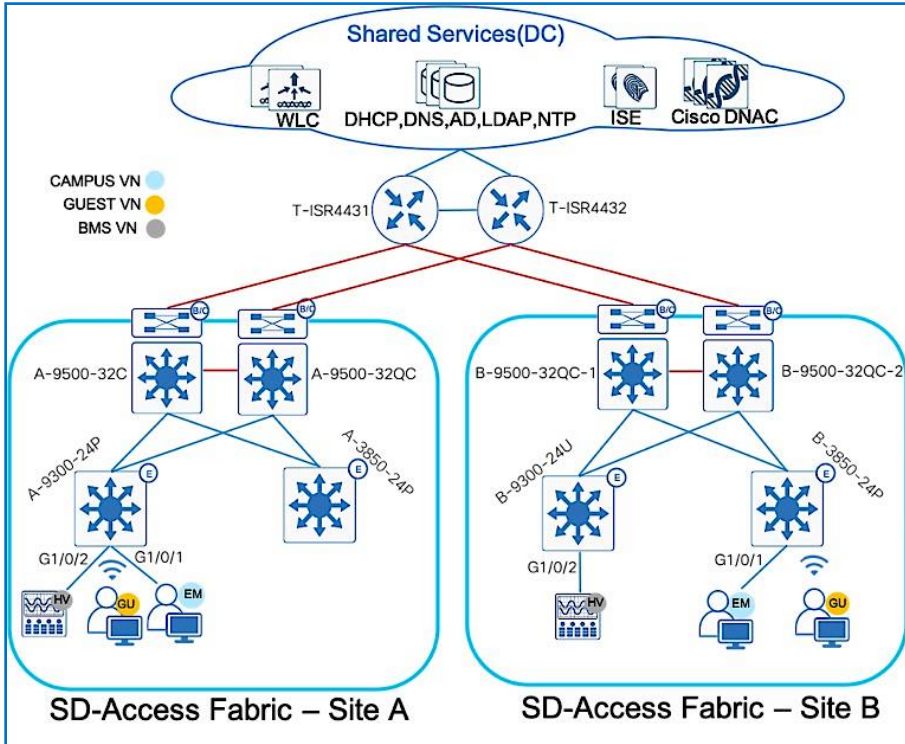 Shared Services(DC)
WLC
DHCP,DNS,AD,LDAP,NTP
ISE
Cisco DNAC
CAMPUS VN
GUEST VN
BMS VN
T-ISR4431
T-ISR4432
B/C
B/C
B/C
B/C
A-9500-32C
A-9500-32QC
B-9500-32QC-1
B-9500-32QC-2
A-9300-24P
A-3850-24P
B-9300-24U
B-3850-24P
E
E
E
E
G1/0/2
G1/0/1
G1/0/2
G1/0/1
HV
GU
EM
HV
EM
GU
SD-Access Fabric – Site A
SD-Access Fabric – Site B